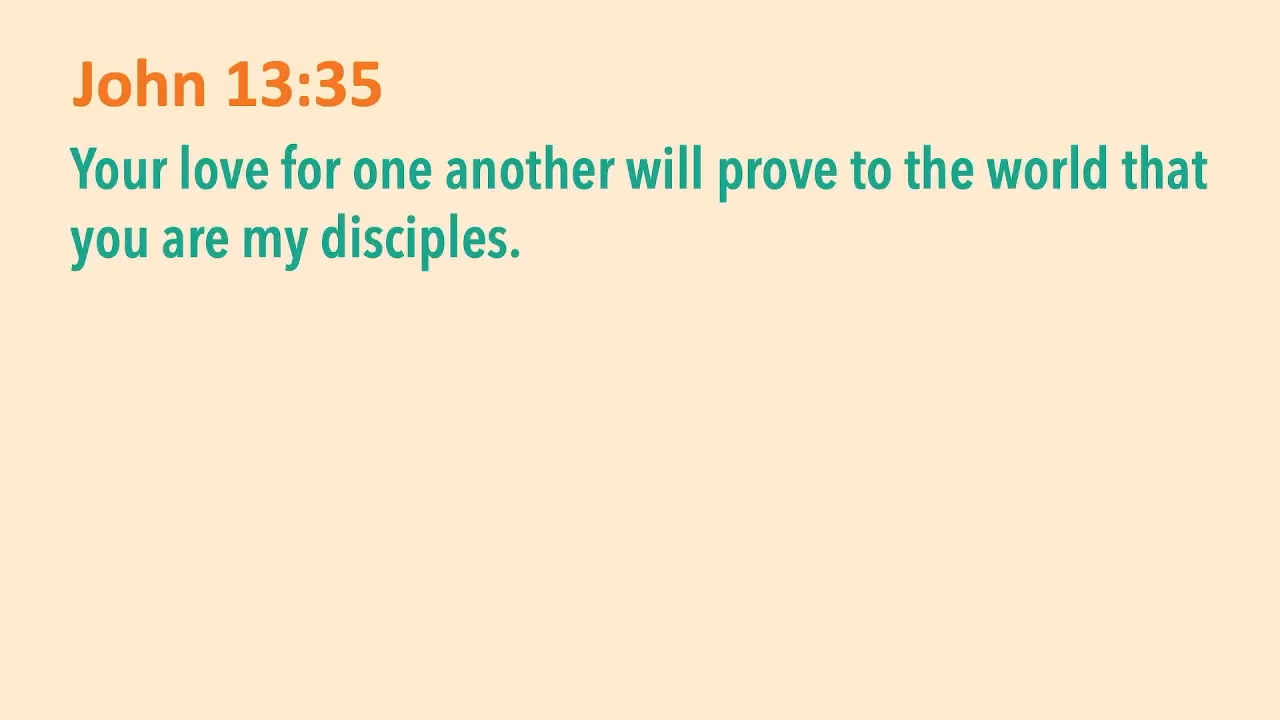 John 13:35
Your love for one another will prove to the world that
you are my disciples.